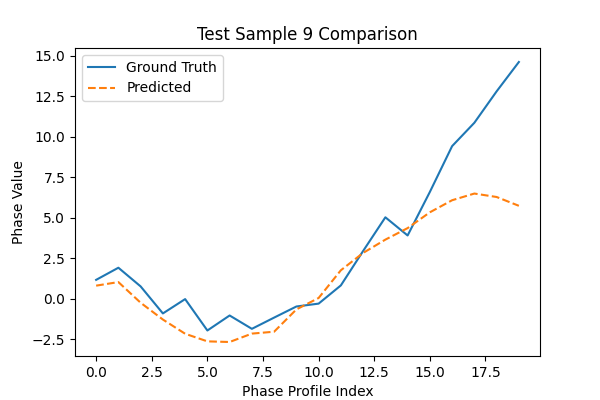 Test Sample 9 Comparison
Ground Truth
Predicted
Phase Value
15.0
12.5
10.0
7.5
5.0
2.5
0.0
−2.5
0.0 2.5 5.0 7.5 10.0 12.5 15.0 17.5
Phase Profile Index